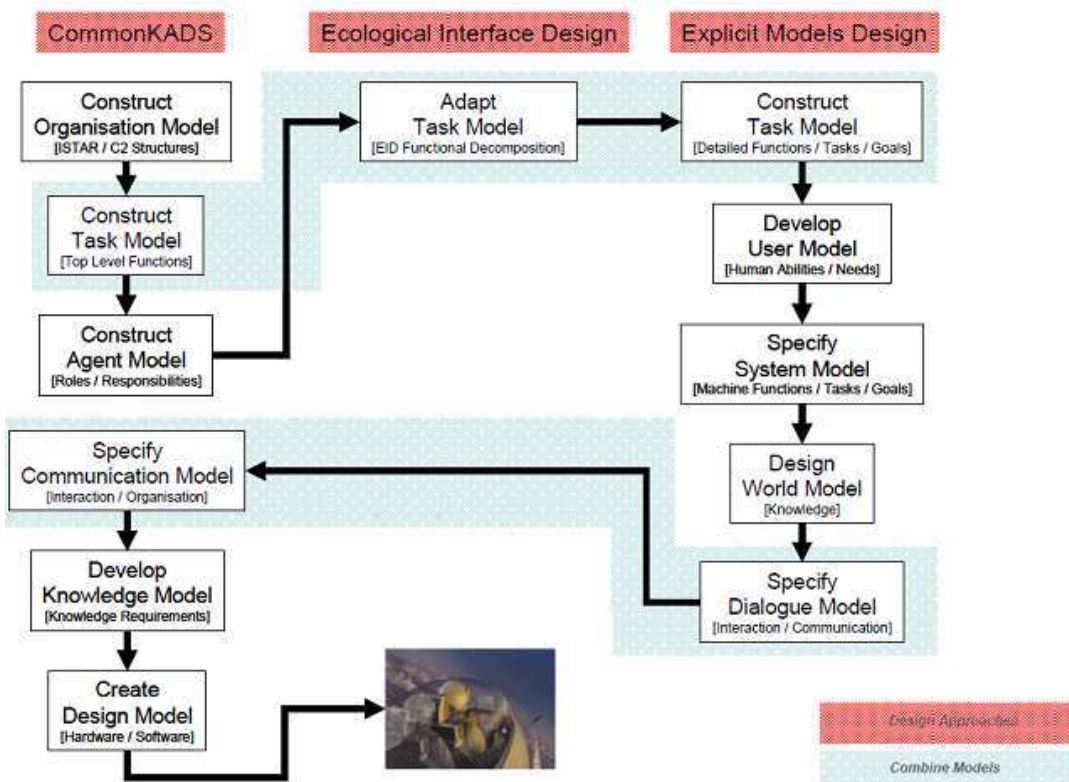 CommonKADS
Ecological Interface Design
Explicit Models Design
Construct
Organisation Model
[ISTAR / C2 Structures]
Construct
Task Model
[Top Level Functions]
Construct
Agent Model
[Roles / Responsibilities]
Adapt
Task Model
[EID Functional Decomposition]
Construct
Task Model
[Detailed Functions / Tasks / Goals]
Develop
User Model
[Human Abilities / Needs]
Specify
System Model
[Machine Functions / Tasks / Goals]
Design
World Model
[Knowledge]
Specify
Dialogue Model
[Interaction / Communication]
Specify
Communication Model
[Interaction / Organisation]
Develop
Knowledge Model
[Knowledge Requirements]
Create
Design Model
[Hardware / Software]
Design Approaches
Combine Models